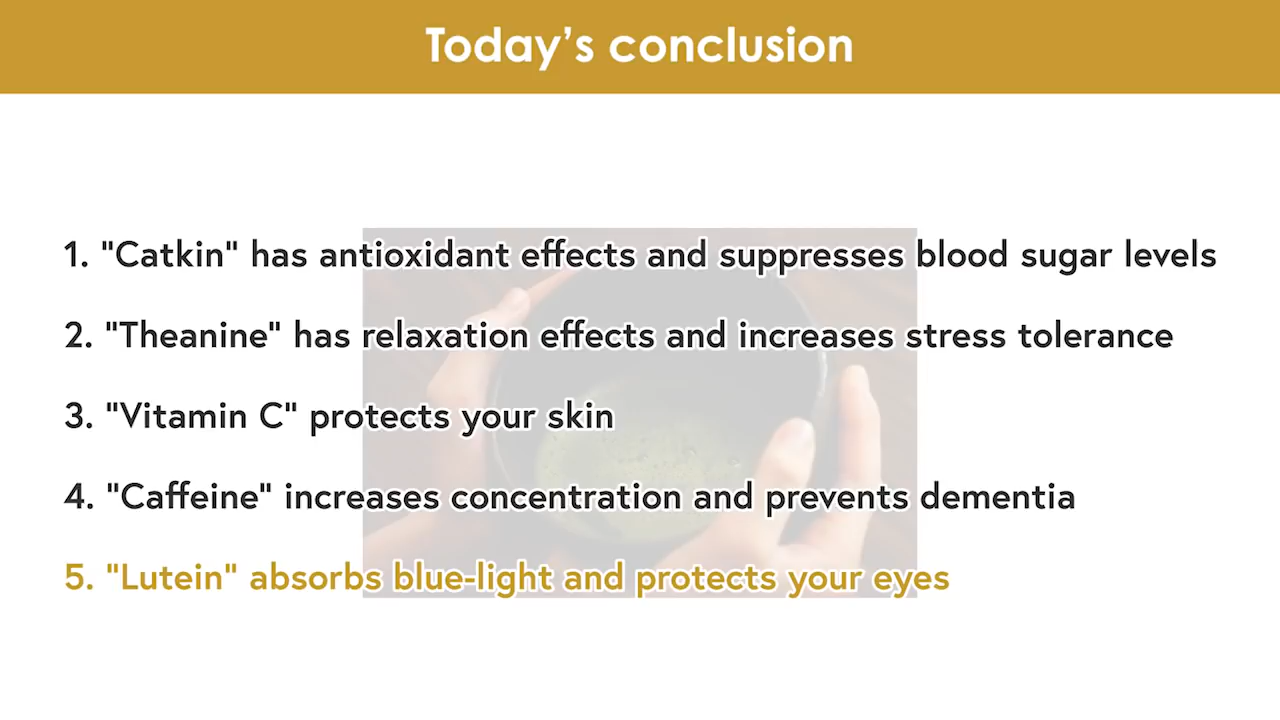 Today’s conclusion
1. "Catkin" has antioxidant effects and suppresses blood sugar levels
2. "Theanine" has relaxation effects and increases stress tolerance
3. "Vitamin C" protects your skin
4. "Caffeine" increases concentration and prevents dementia
5. "Lutein" absorbs blue-light and protects your eyes